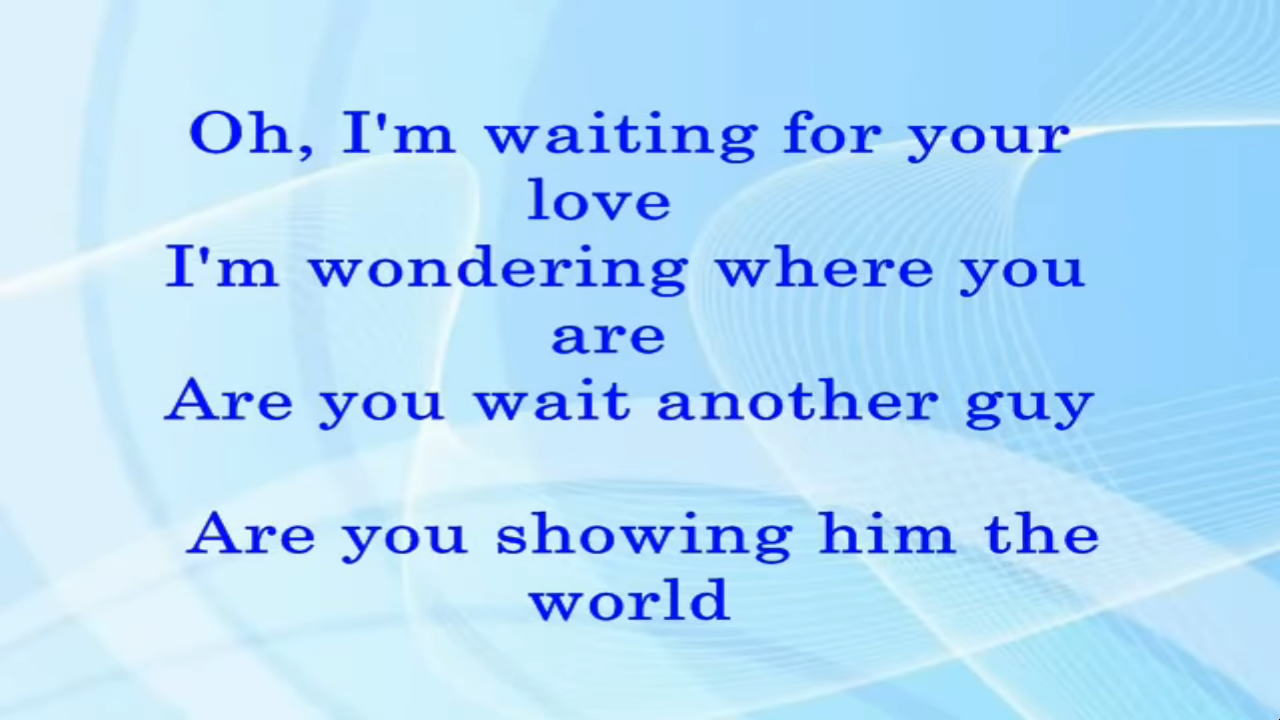 Oh, I'm waiting for your
love
I'm wondering where you
are
Are you wait another guy
Are you showing him the
world